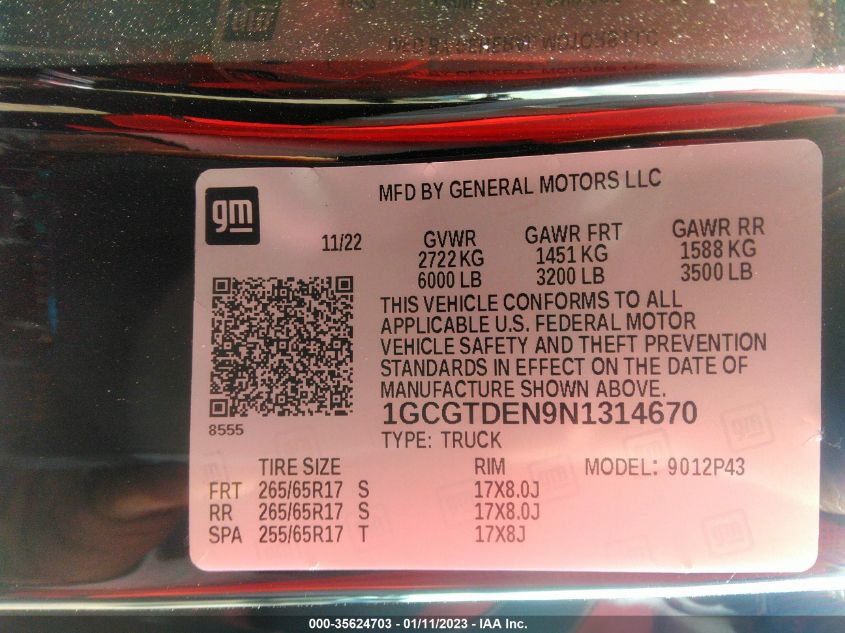 gm
MFD BY GENERAL MOTORS LLC
11/22
GVWR GAWR FRT GAWR RR
2722 KG 1451 KG 1588 KG
6000 LB 3200 LB 3500 LB
THIS VEHICLE CONFORMS TO ALL
APPLICABLE U.S. FEDERAL MOTOR
VEHICLE SAFETY AND THEFT PREVENTION
STANDARDS IN EFFECT ON THE DATE OF
MANUFACTURE SHOWN ABOVE.
8555
1GCGTDEN9N1314670
TYPE: TRUCK
TIRE SIZE RIM MODEL: 9012P43
FRT 265/65R17 S 17X8.0J
RR 265/65R17 S 17X8.0J
SPA 255/65R17 T 17X8J
000-35624703 - 01/11/2023 - IAA Inc.